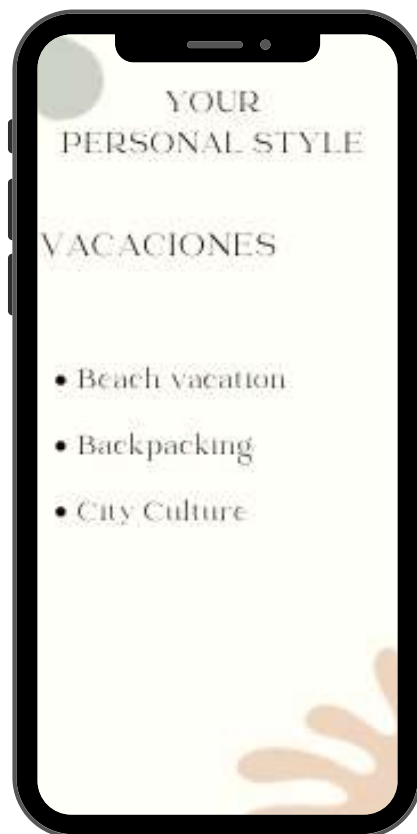 YOUR
PERSONAL STYLE
VACACIONES
• Beach vacation
• Backpacking
• City Culture